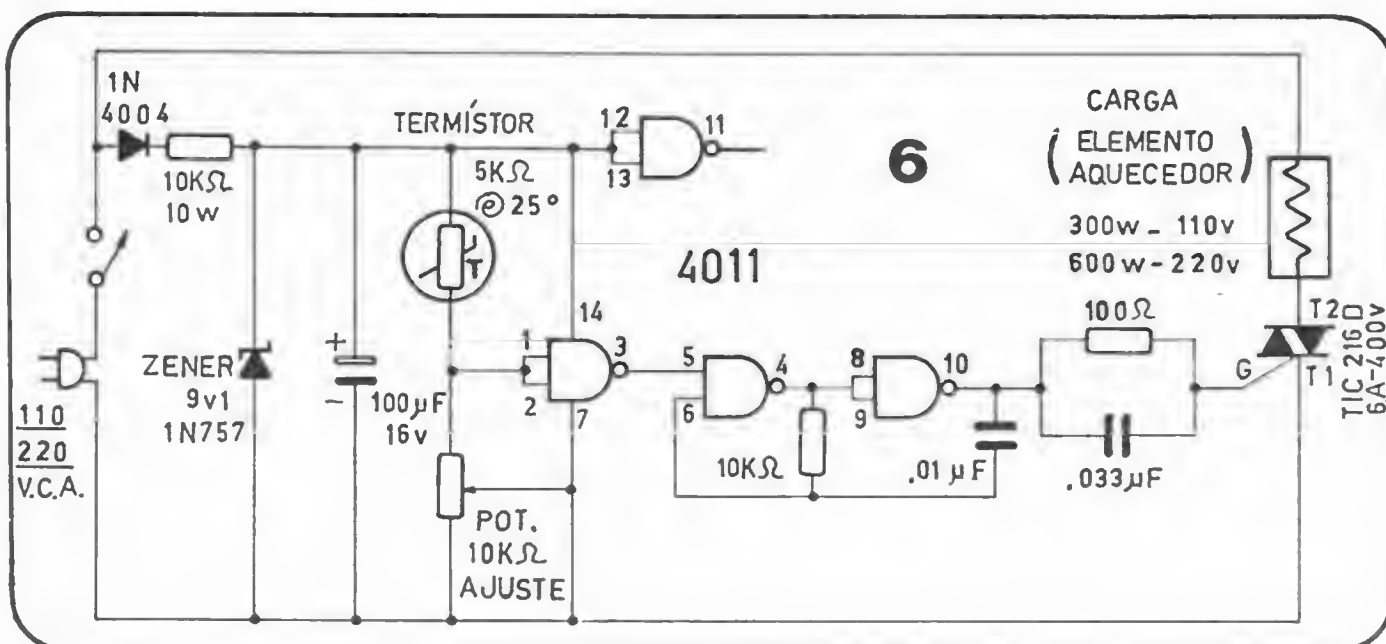 1N
4004
10KΩ
10w
TERMÍSTOR
5KΩ
@ 25°
12
13
11
6
CARGA
( ELEMENTO
AQUECEDOR )
300w - 110v
600w - 220v
4011
ZENER
9v1
1N757
110
220
V.C.A.
+
-
100µF
16v
T
14
1
2
3
7
POT.
10KΩ
AJUSTE
5
6
4
10KΩ
8
9
10
.01µF
100Ω
.033µF
G
T2
T1
TIC 216D
6A-400v